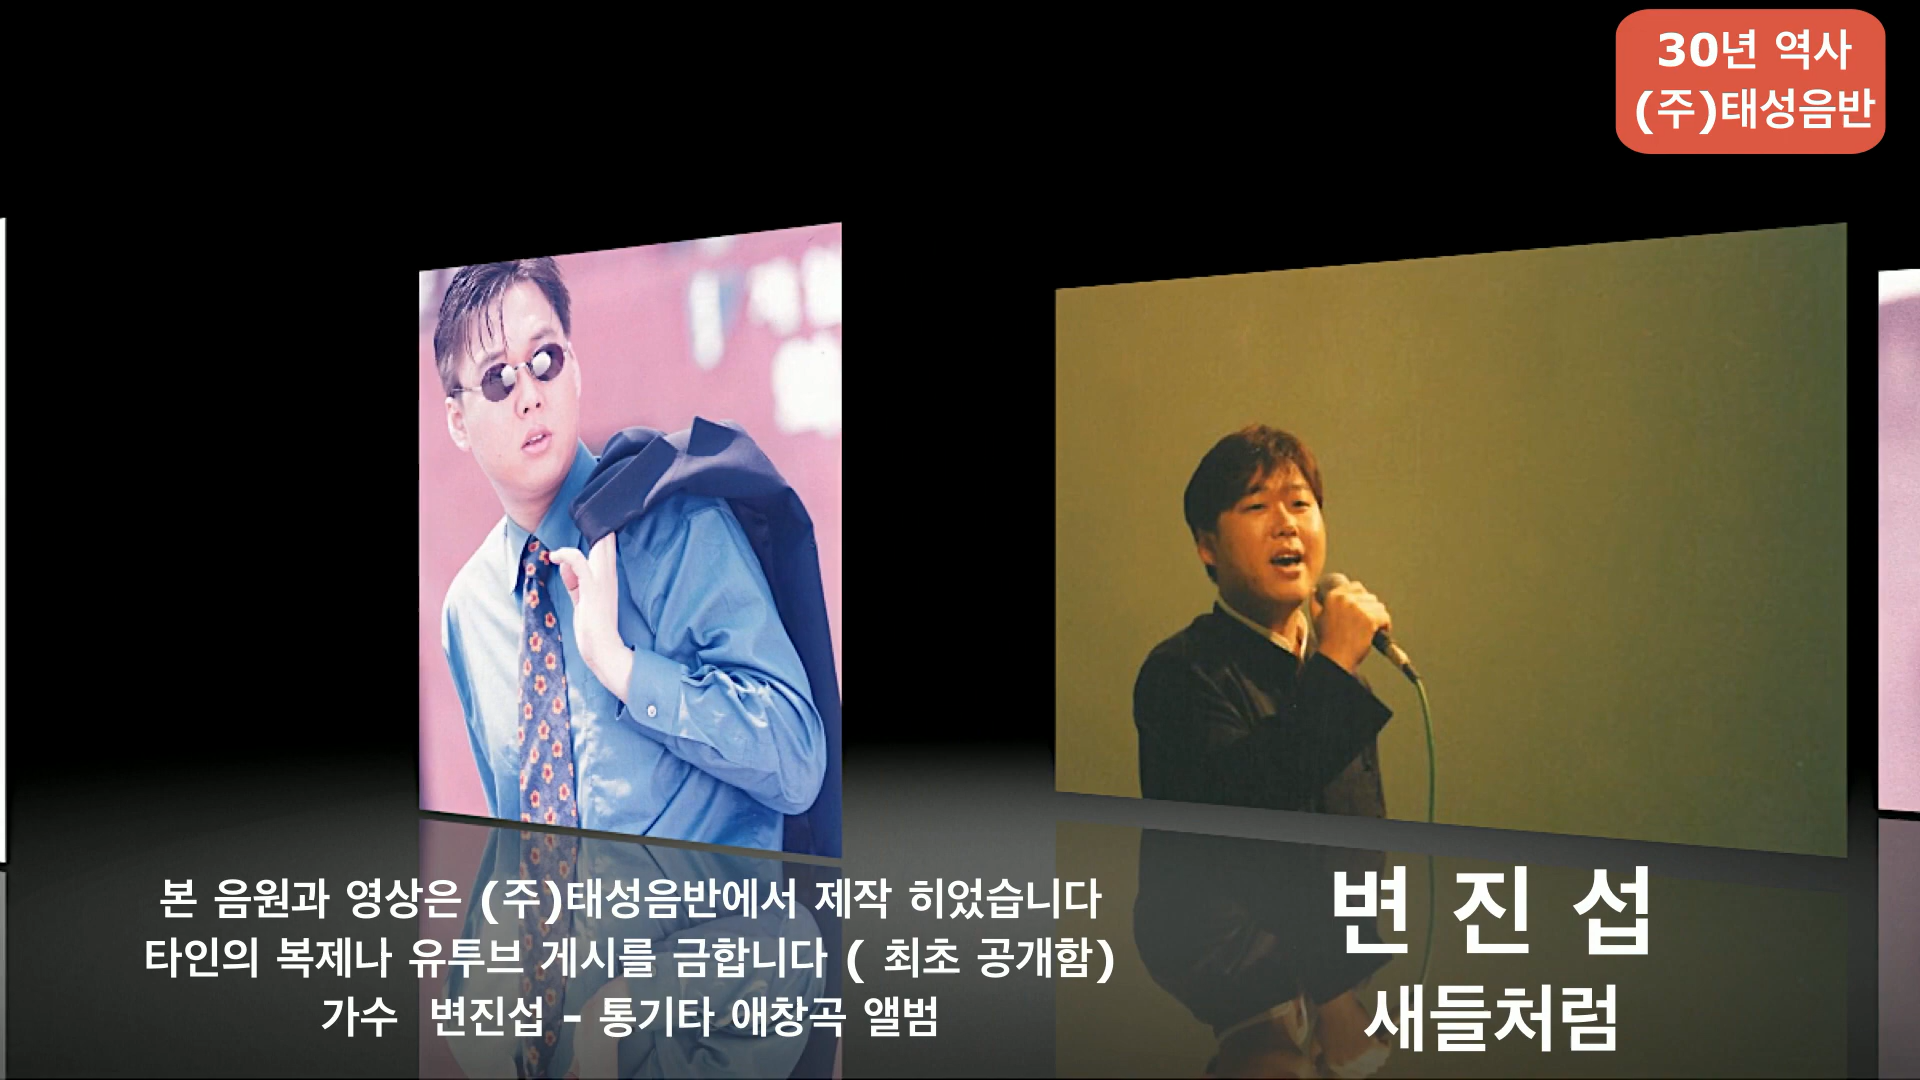 30년 역사
(주)태성음반
본 음원과 영상은 (주)태성음반에서 제작 히었습니다
타인의 복제나 유투브 게시를 금합니다 ( 최초 공개함)
가수 변진섭 - 통기타 애창곡 앨범
변 진 섭
새들처럼